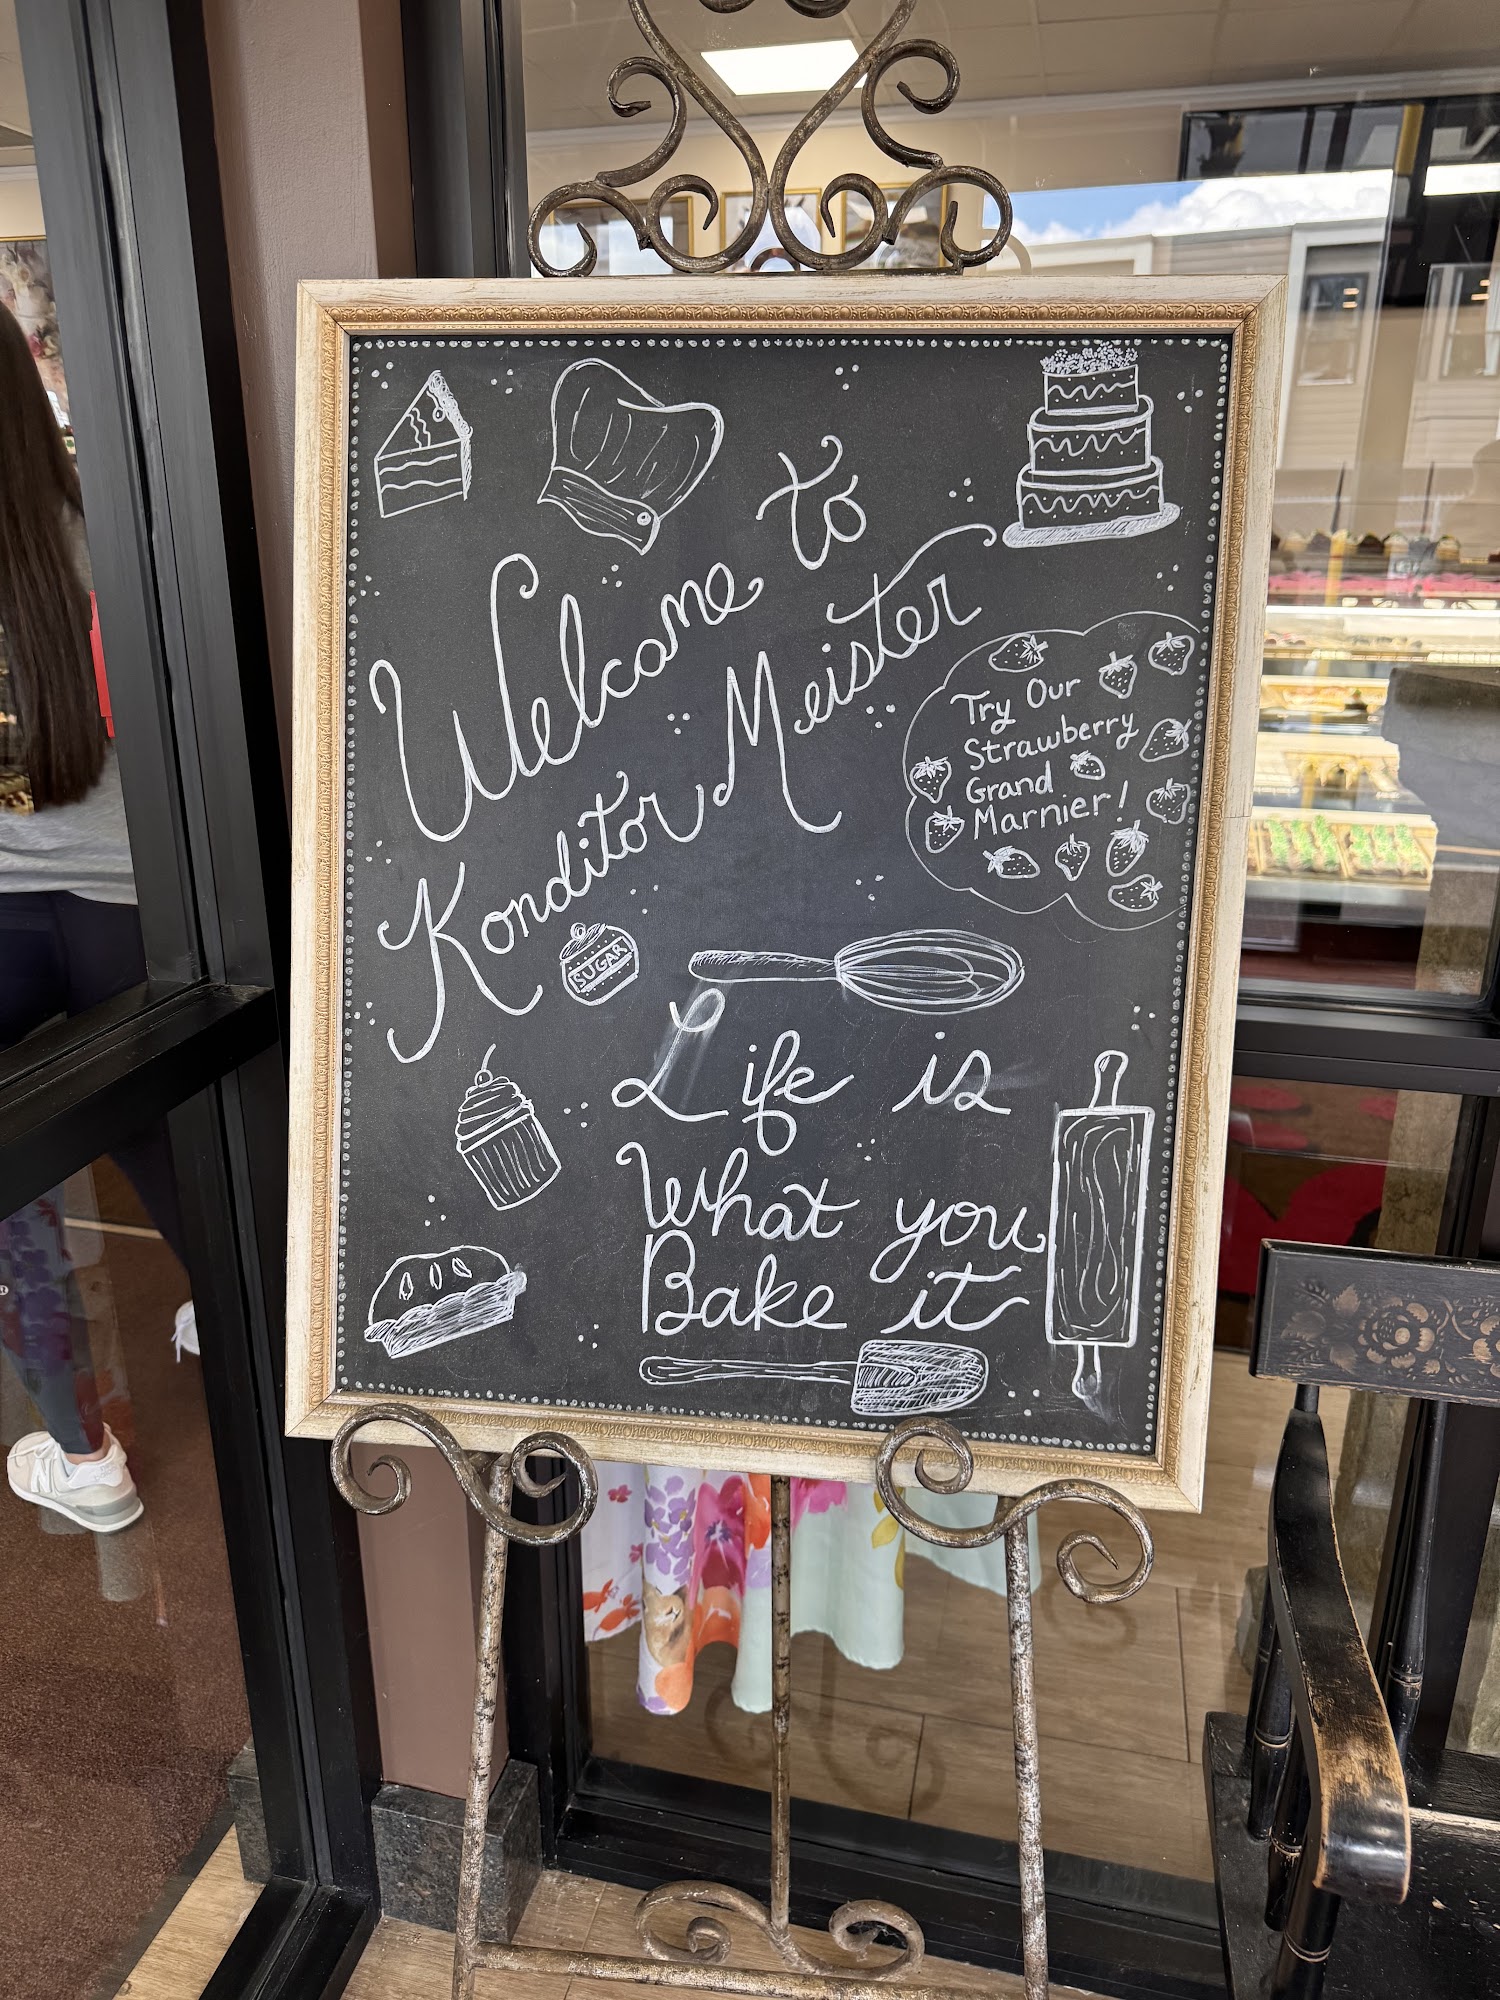 Welcome to
Konditor Meister
Try Our
Strawberry
Grand
Marnier!
SUGAR
Life is
What you
Bake it